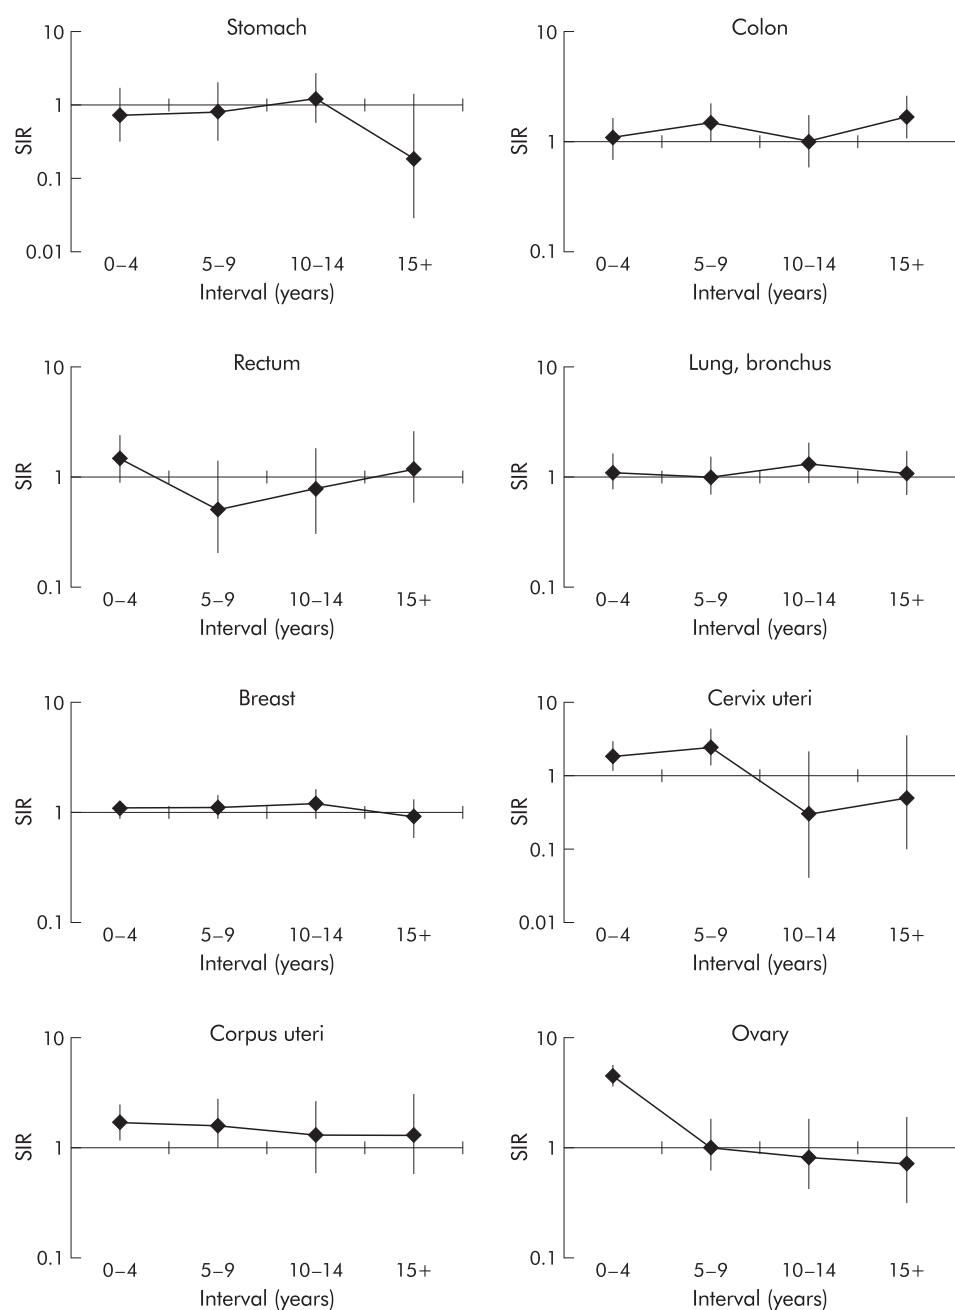 Stomach
10
1
0.1
0.01
SIR
0–4 5–9 10–14 15+
Interval (years)
Colon
10
1
0.1
SIR
0–4 5–9 10–14 15+
Interval (years)
Rectum
10
1
0.1
SIR
0–4 5–9 10–14 15+
Interval (years)
Lung, bronchus
10
1
0.1
SIR
0–4 5–9 10–14 15+
Interval (years)
Breast
10
1
0.1
SIR
0–4 5–9 10–14 15+
Interval (years)
Cervix uteri
10
1
0.1
0.01
SIR
0–4 5–9 10–14 15+
Interval (years)
Corpus uteri
10
1
0.1
SIR
0–4 5–9 10–14 15+
Interval (years)
Ovary
10
1
0.1
SIR
0–4 5–9 10–14 15+
Interval (years)